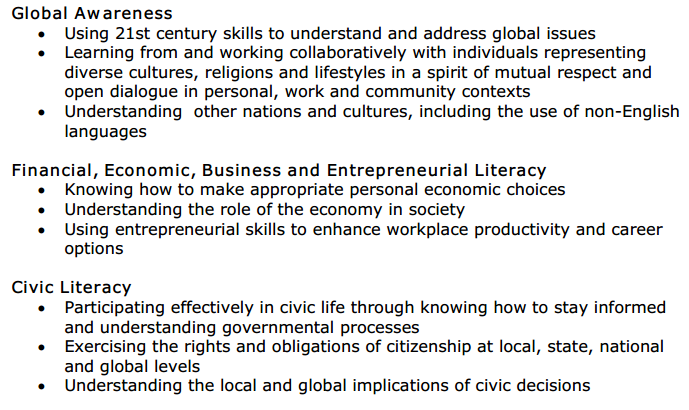 Global Awareness
• Using 21st century skills to understand and address global issues
• Learning from and working collaboratively with individuals representing
diverse cultures, religions and lifestyles in a spirit of mutual respect and
open dialogue in personal, work and community contexts
• Understanding other nations and cultures, including the use of non-English
languages
Financial, Economic, Business and Entrepreneurial Literacy
• Knowing how to make appropriate personal economic choices
• Understanding the role of the economy in society
• Using entrepreneurial skills to enhance workplace productivity and career
options
Civic Literacy
• Participating effectively in civic life through knowing how to stay informed
and understanding governmental processes
• Exercising the rights and obligations of citizenship at local, state, national
and global levels
• Understanding the local and global implications of civic decisions